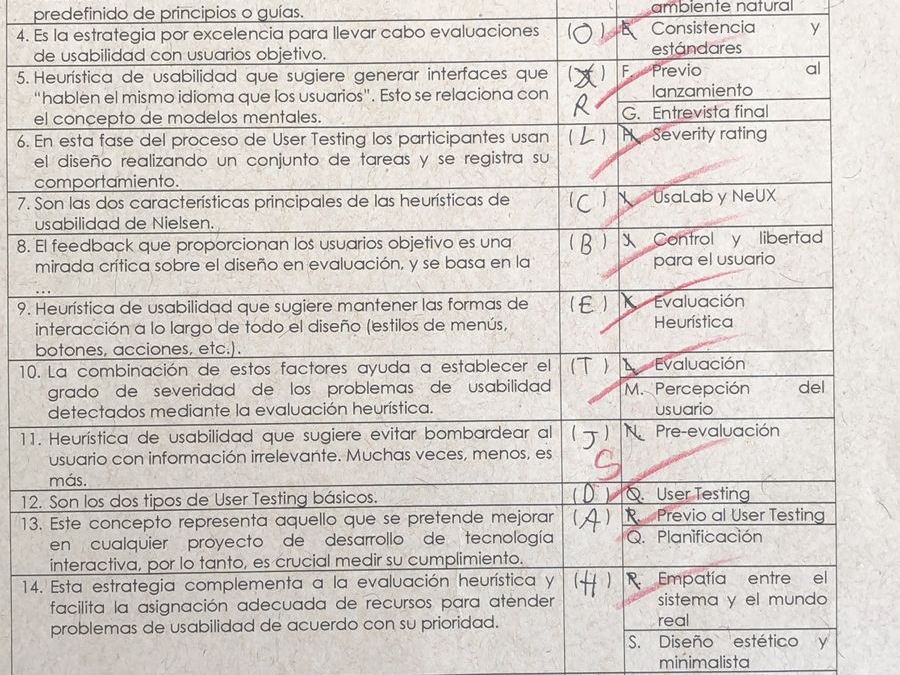 predefinido de principios o guías.
ambiente natural
4. Es la estrategia por excelencia para llevar cabo evaluaciones
de usabilidad con usuarios objetivo.
(O)
E. Consistencia y
estándares
5. Heurística de usabilidad que sugiere generar interfaces que
"hablen el mismo idioma que los usuarios". Esto se relaciona con
el concepto de modelos mentales.
R
F. Previo al
lanzamiento
G. Entrevista final
6. En esta fase del proceso de User Testing los participantes usan
el diseño realizando un conjunto de tareas y se registra su
comportamiento.
(L)
H. Severity rating
7. Son las dos características principales de las heurísticas de
usabilidad de Nielsen.
(C)
UsaLab y NeUX
8. El feedback que proporcionan los usuarios objetivo es una
mirada crítica sobre el diseño en evaluación, y se basa en la
...
(B)
Control y libertad
para el usuario
9. Heurística de usabilidad que sugiere mantener las formas de
interacción a lo largo de todo el diseño (estilos de menús,
botones, acciones, etc.).
(E)
K. Evaluación
Heurística
10. La combinación de estos factores ayuda a establecer el
grado de severidad de los problemas de usabilidad
detectados mediante la evaluación heurística.
(T)
L. Evaluación
M. Percepción del
usuario
11. Heurística de usabilidad que sugiere evitar bombardear al
usuario con información irrelevante. Muchas veces, menos, es
más.
(J)
S
N. Pre-evaluación
12. Son los dos tipos de User Testing básicos.
(D)
O. User Testing
13. Este concepto representa aquello que se pretende mejorar
en cualquier proyecto de desarrollo de tecnología
interactiva, por lo tanto, es crucial medir su cumplimiento.
(A)
Previo al User Testing
Q. Planificación
14. Esta estrategia complementa a la evaluación heurística y
facilita la asignación adecuada de recursos para atender
problemas de usabilidad de acuerdo con su prioridad.
(H)
R. Empatía entre el
sistema y el mundo
real
S. Diseño estético y
minimalista